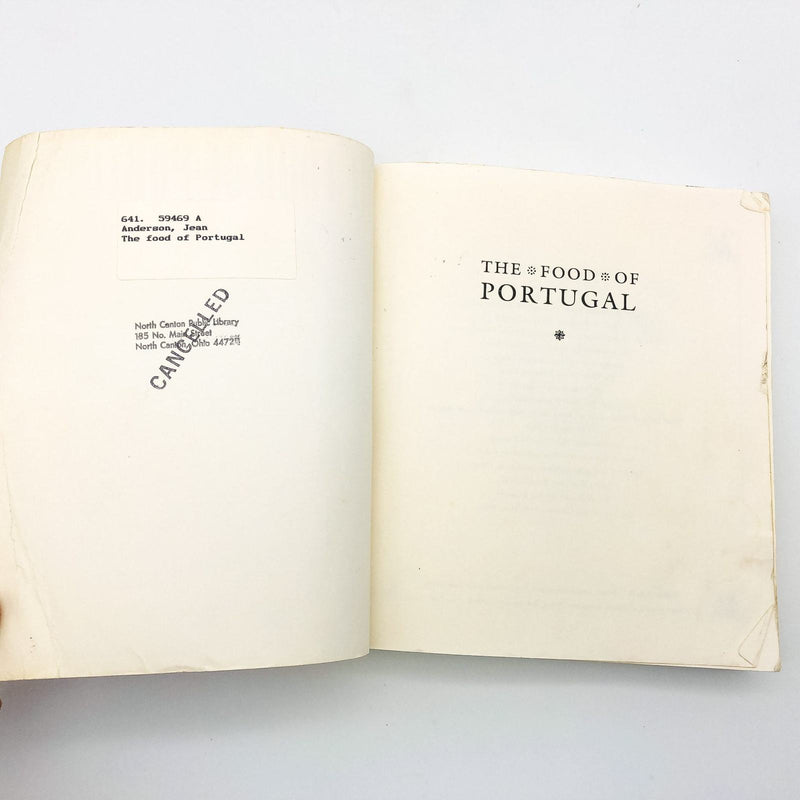 641. 59469 A
Anderson, Jean
The food of Portugal
CANCELLED
North Canton Public Library
185 No. Main Street
North Canton, Ohio 44720
THE FOOD OF
PORTUGAL